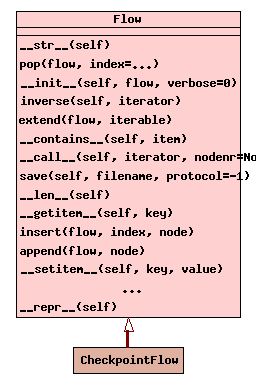 Flow
__str__(self)
pop(flow, index=...)
__init__(self, flow, verbose=0)
inverse(self, iterator)
extend(flow, iterable)
__contains__(self, item)
__call__(self, iterator, nodenr=No
save(self, filename, protocol=-1)
__len__(self)
__getitem__(self, key)
insert(flow, index, node)
append(flow, node)
__setitem__(self, key, value)
...
__repr__(self)
CheckpointFlow